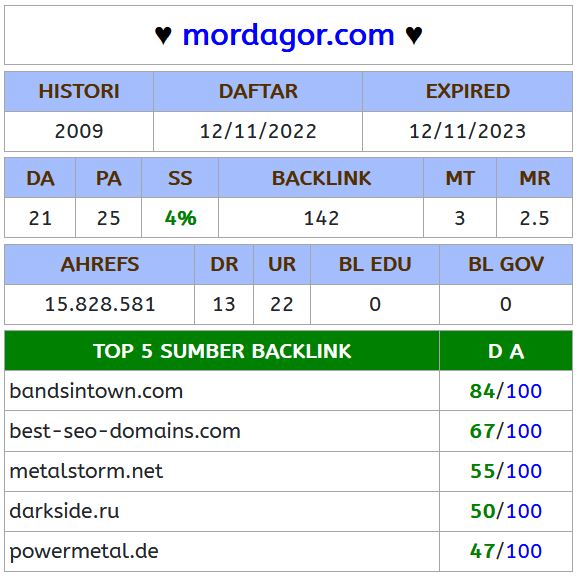 ♥ mordagor.com ♥
HISTORI DAFTAR EXPIRED
2009 12/11/2022 12/11/2023
DA PA SS BACKLINK MT MR
21 25 4% 142 3 2.5
AHREFS DR UR BL EDU BL GOV
15.828.581 13 22 0 0
TOP 5 SUMBER BACKLINK D A
bandsintown.com 84/100
best-seo-domains.com 67/100
metalstorm.net 55/100
darkside.ru 50/100
powermetal.de 47/100